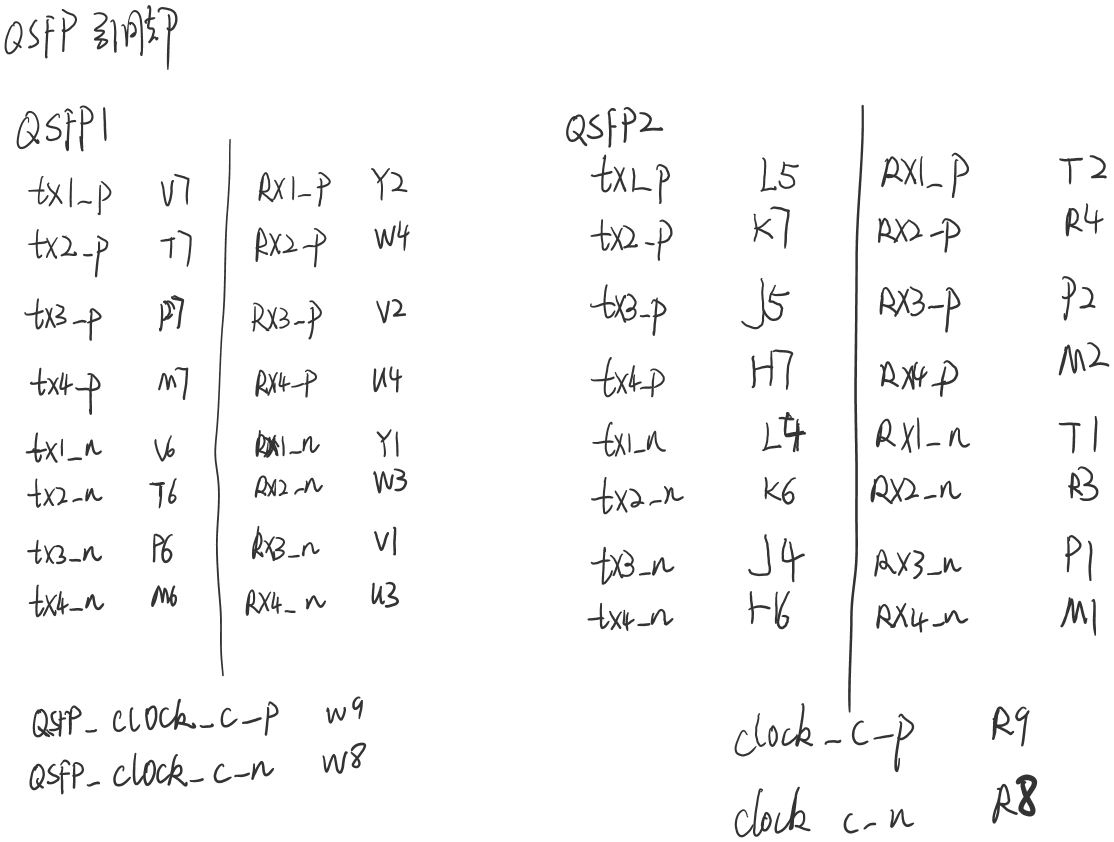 QSFP 引脚
QSFP1
tx1_p V7 RX1_p Y2
tx2_p T7 RX2_p W4
tx3_p P7 RX3_p V2
tx4_p M7 RX4_p U4
tx1_n V6 RX1_n Y1
tx2_n T6 RX2_n W3
tx3_n P6 RX3_n V1
tx4_n M6 RX4_n U3
QSFP_clock_c_p W9
QSFP_clock_c_n W8
QSFP2
tx1_p L5 RX1_p T2
tx2_p K7 RX2_p R4
tx3_p J5 RX3_p P2
tx4_p H7 RX4_p M2
tx1_n L4 RX1_n T1
tx2_n K6 RX2_n R3
tx3_n J4 RX3_n P1
tx4_n H6 RX4_n M1
clock_c_p R9
clock c_n R8